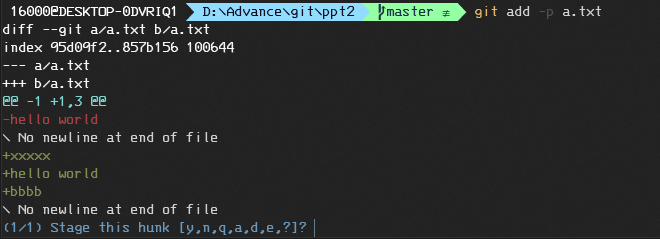 16000@DESKTOP-0DVRIQ1 D:\Advance\git\ppt2 master ≢ git add -p a.txt
diff --git a/a.txt b/a.txt
index 95d09f2..857b156 100644
--- a/a.txt
+++ b/a.txt
@@ -1 +1,3 @@
-hello world
\ No newline at end of file
+xxxxx
+hello world
+bbbb
\ No newline at end of file
(1/1) Stage this hunk [y,n,q,a,d,e,?]?